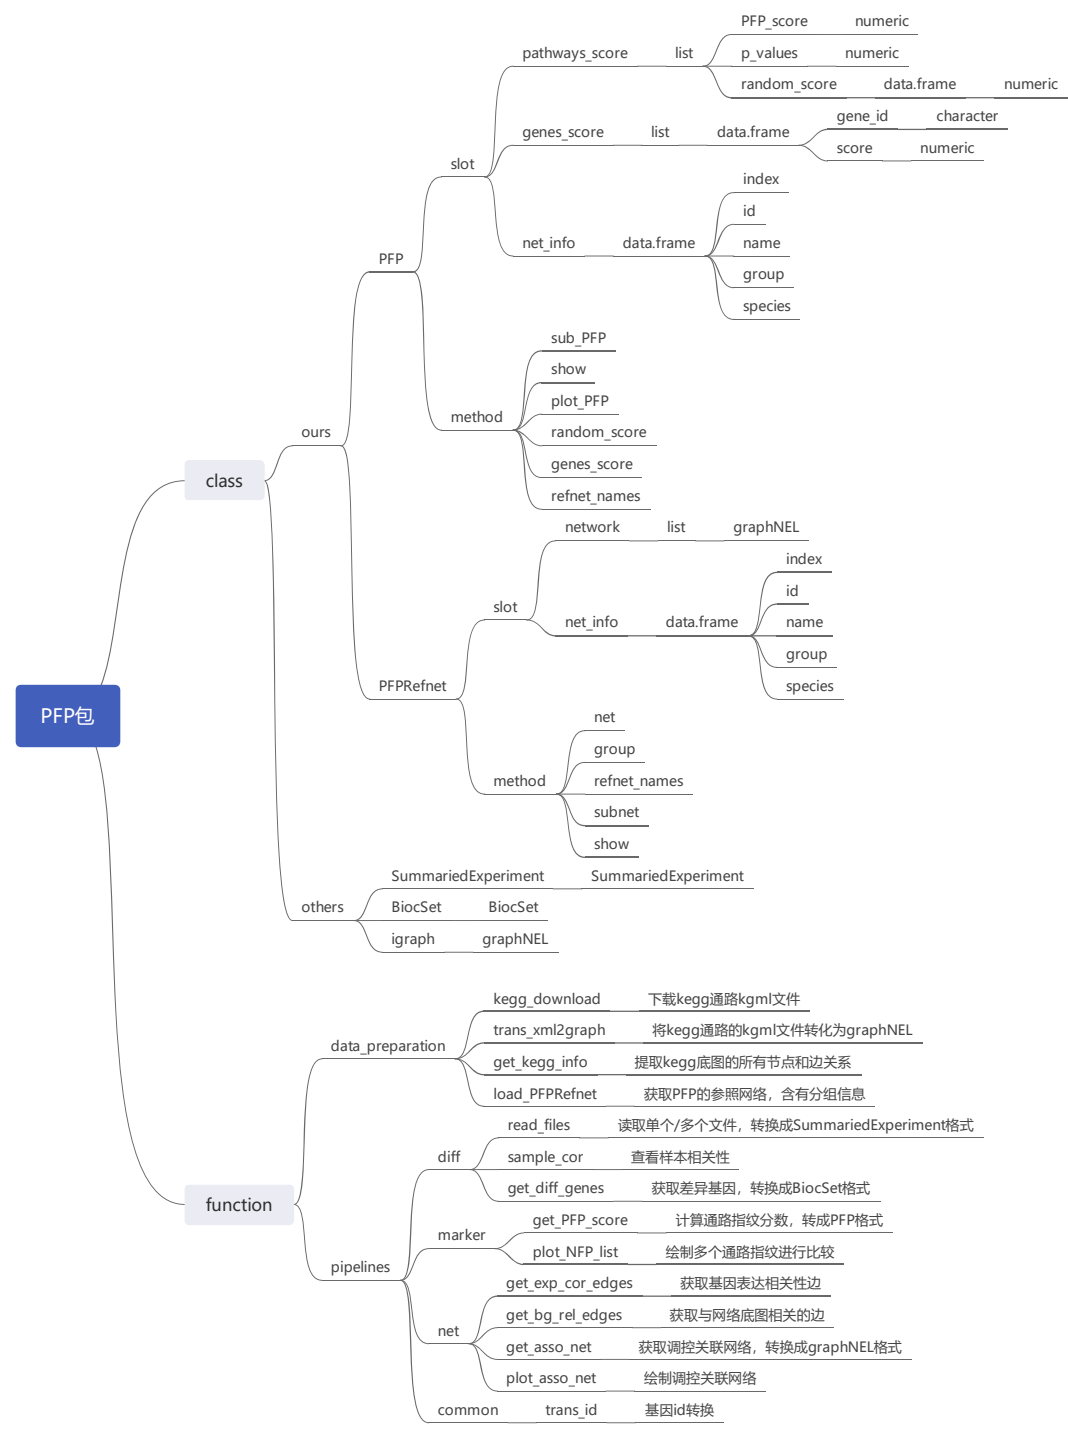 PFP_score numeric
pathways_score list p_values numeric
random_score data.frame numeric
gene_id character
genes_score list data.frame
score numeric
slot
index
id
net_info data.frame name
PFP
group
species
sub_PFP
show
plot_PFP
method
ours random_score
genes_score
class
refnet_names
network list graphNEL
index
id
slot
net_info data.frame name
group
PFPRefnet species
PFP包
net
group
method refnet_names
subnet
show
SummariedExperiment SummariedExperiment
others BiocSet BiocSet
igraph graphNEL
kegg_download 下载kegg通路kgml文件
trans_xml2graph 将kegg通路的kgml文件转化为graphNEL
data_preparation
get_kegg_info 提取kegg底图的所有节点和边关系
load_PFPRefnet 获取PFP的参照网络，含有分组信息
read_files 读取单个/多个文件，转换成SummariedExperiment格式
diff sample_cor 查看样本相关性
get_diff_genes 获取差异基因，转换成BiocSet格式
function
get_PFP_score 计算通路指纹分数，转成PFP格式
marker
plot_NFP_list 绘制多个通路指纹进行比较
pipelines
get_exp_cor_edges 获取基因表达相关性边
get_bg_rel_edges 获取与网络底图相关的边
net
get_asso_net 获取调控关联网络，转换成graphNEL格式
plot_asso_net 绘制调控关联网络
common trans_id 基因id转换